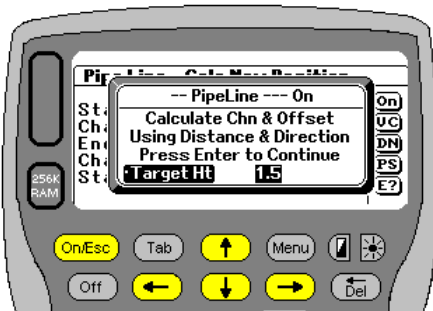 -- PipeLine --- On
Calculate Chn & Offset
Using Distance & Direction
Press Enter to Continue
Target Ht 1.5
On
VC
DN
PS
E?
256K
RAM
On/Esc Tab Menu
Off Del